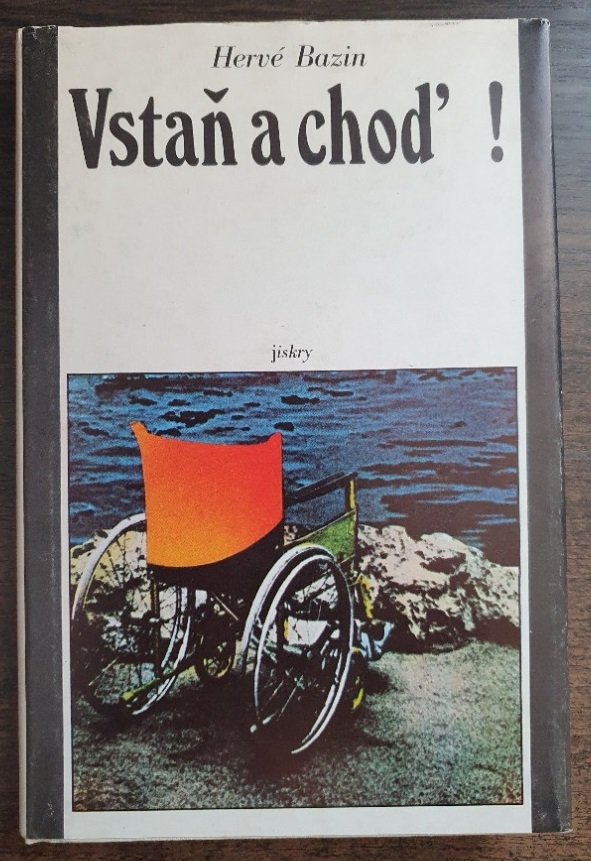 Hervé Bazin
Vstaň a choď !
jiskry